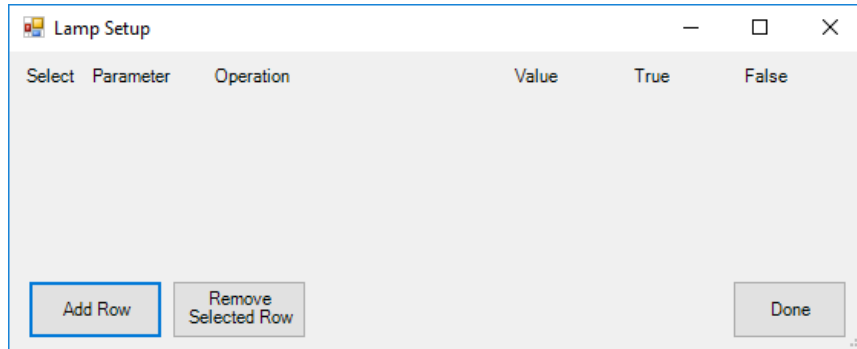 Lamp Setup
Select Parameter Operation Value True False
Add Row
Remove
Selected Row
Done